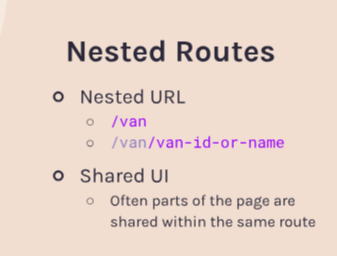 Nested Routes
Nested URL
/van
/van/van-id-or-name
Shared UI
Often parts of the page are
shared within the same route